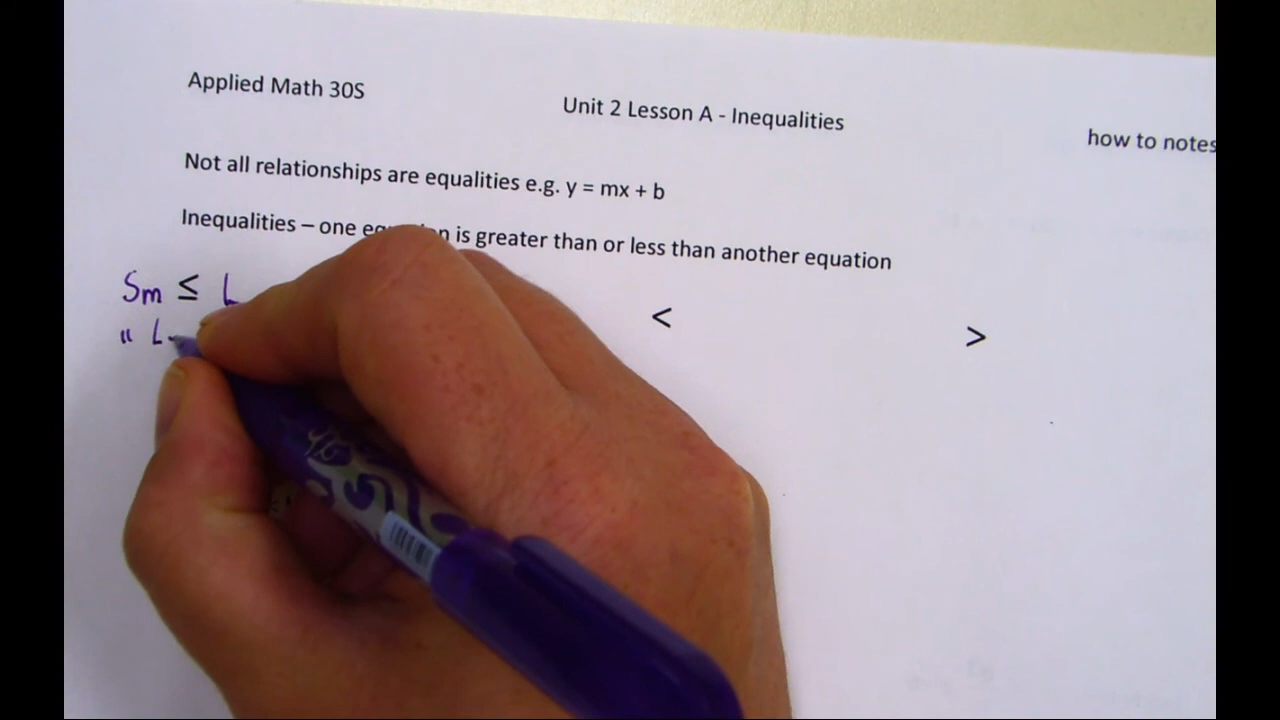 Applied Math 30S
Unit 2 Lesson A - Inequalities
how to notes
Not all relationships are equalities e.g. y = mx + b
Inequalities – one equation is greater than or less than another equation
Sm ≤ L < >
" L